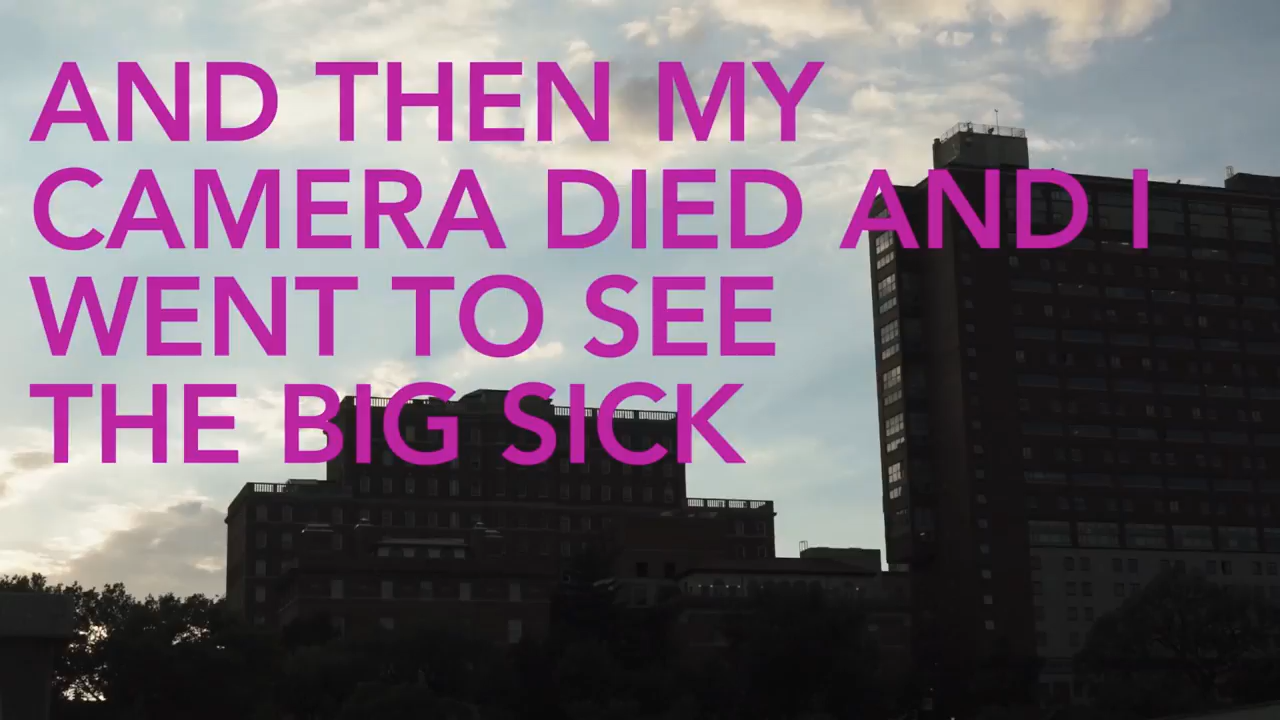 AND THEN MY
CAMERA DIED AND I
WENT TO SEE
THE BIG SICK